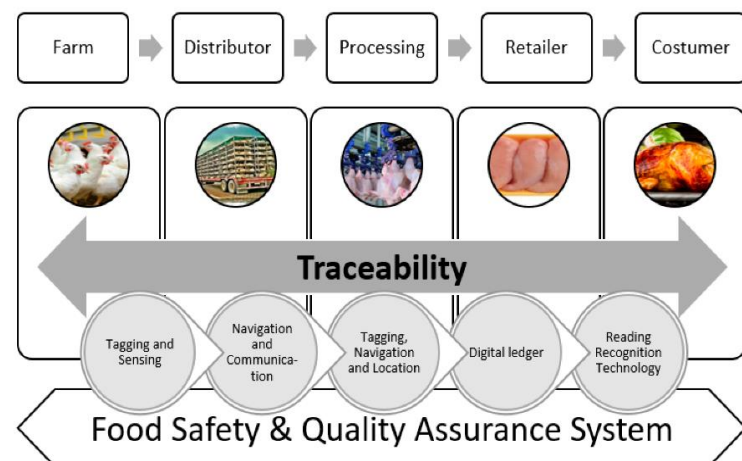 Farm
Distributor
Processing
Retailer
Costumer
Traceability
Tagging and
Sensing
Navigation
and
Communica-
tion
Tagging,
Navigation
and Location
Digital ledger
Reading
Recognition
Technology
Food Safety & Quality Assurance System